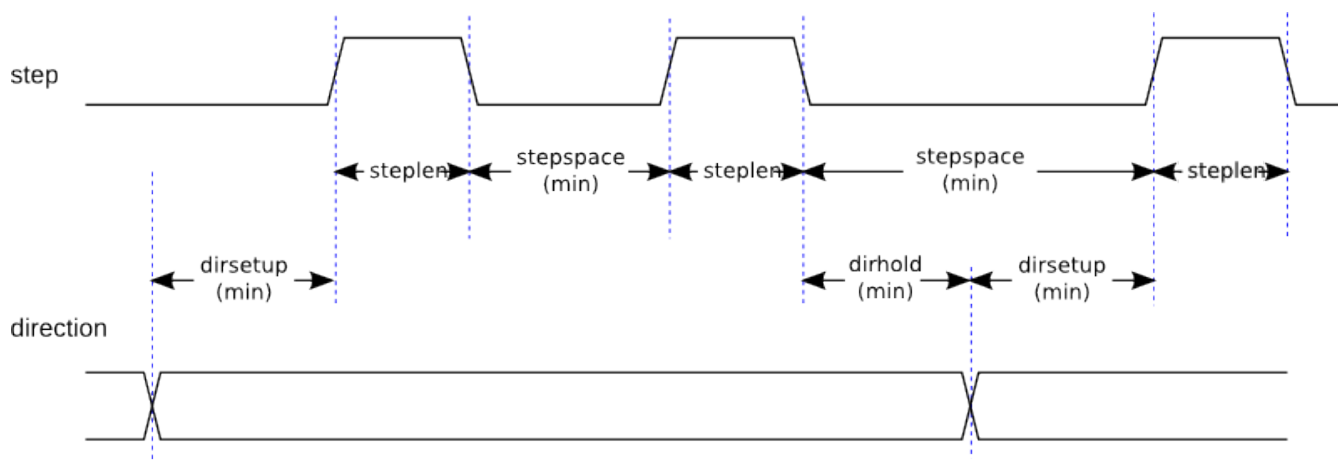 step
steplen
stepspace
(min)
steplen
stepspace
(min)
steplen
dirsetup
(min)
dirhold
(min)
dirsetup
(min)
direction